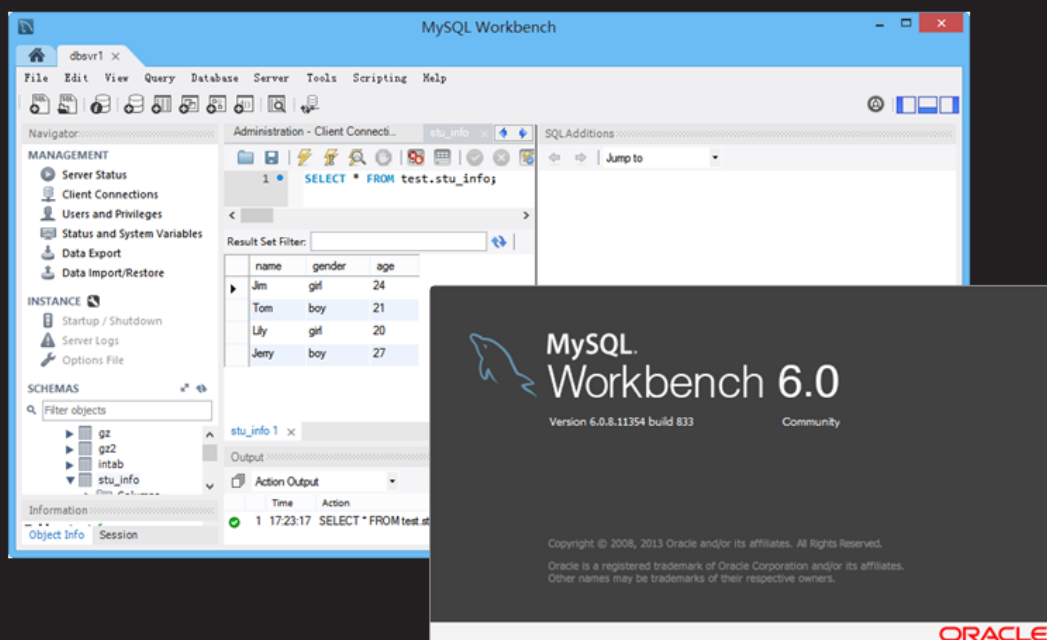 MySQL Workbench
dbsvr1
File Edit View Query Database Server Tools Scripting Help
Navigator
MANAGEMENT
Server Status
Client Connections
Users and Privileges
Status and System Variables
Data Export
Data Import/Restore
INSTANCE
Startup / Shutdown
Server Logs
Options File
SCHEMAS
Filter objects
gz
gz2
intab
stu_info
Information
Object Info Session
Administration - Client Connecti... stu_info
1 SELECT * FROM test.stu_info;
Result Set Filter:
name gender age
Jim girl 24
Tom boy 21
Lily girl 20
Jerry boy 27
stu_info 1
Output
Action Output
Time Action
1 17:23:17 SELECT * FROM test.st
SQLAdditions
Jump to
MySQL.
Workbench 6.0
Version 6.0.8.11354 build 833 Community
Copyright © 2008, 2013 Oracle and/or its affiliates. All Rights Reserved.
Oracle is a registered trademark of Oracle Corporation and/or its affiliates.
Other names may be trademarks of their respective owners.
ORACLE